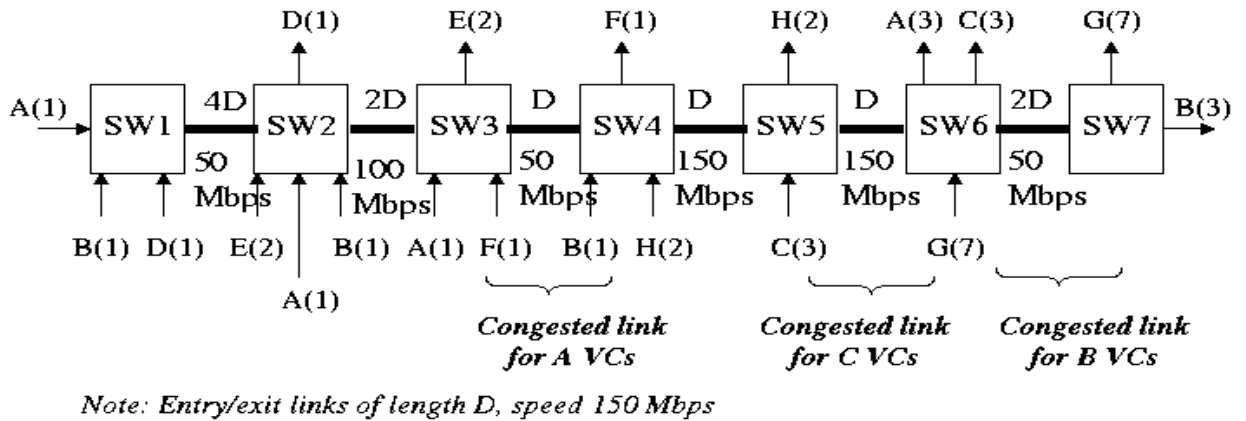 D(1) E(2) F(1) H(2) A(3) C(3) G(7)
A(1) SW1 4D SW2 2D SW3 D SW4 D SW5 D SW6 2D SW7 B(3)
50 Mbps 100 Mbps 50 Mbps 150 Mbps 150 Mbps 50 Mbps
B(1) D(1) E(2) B(1) A(1) F(1) B(1) H(2) C(3) G(7)
A(1)
Congested link for A VCs
Congested link for C VCs
Congested link for B VCs
Note: Entry/exit links of length D, speed 150 Mbps